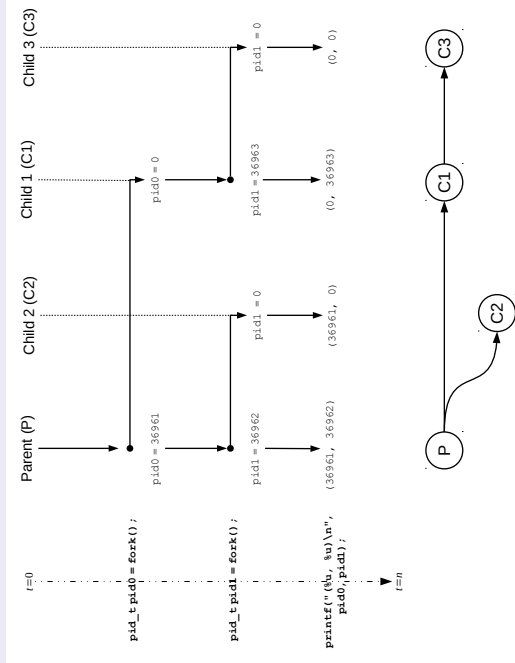 Parent (P)
Child 2 (C2)
Child 1 (C1)
Child 3 (C3)
t=0
pid_t pid0 = fork();
pid0 = 36961
pid0 = 0
pid_t pid1 = fork();
pid1 = 36962
pid1 = 0
pid1 = 36963
pid1 = 0
printf("(%u, %u)\n",
pid0, pid1);
(36961, 36962)
(36961, 0)
(0, 36963)
(0, 0)
t=n
P
C2
C1
C3